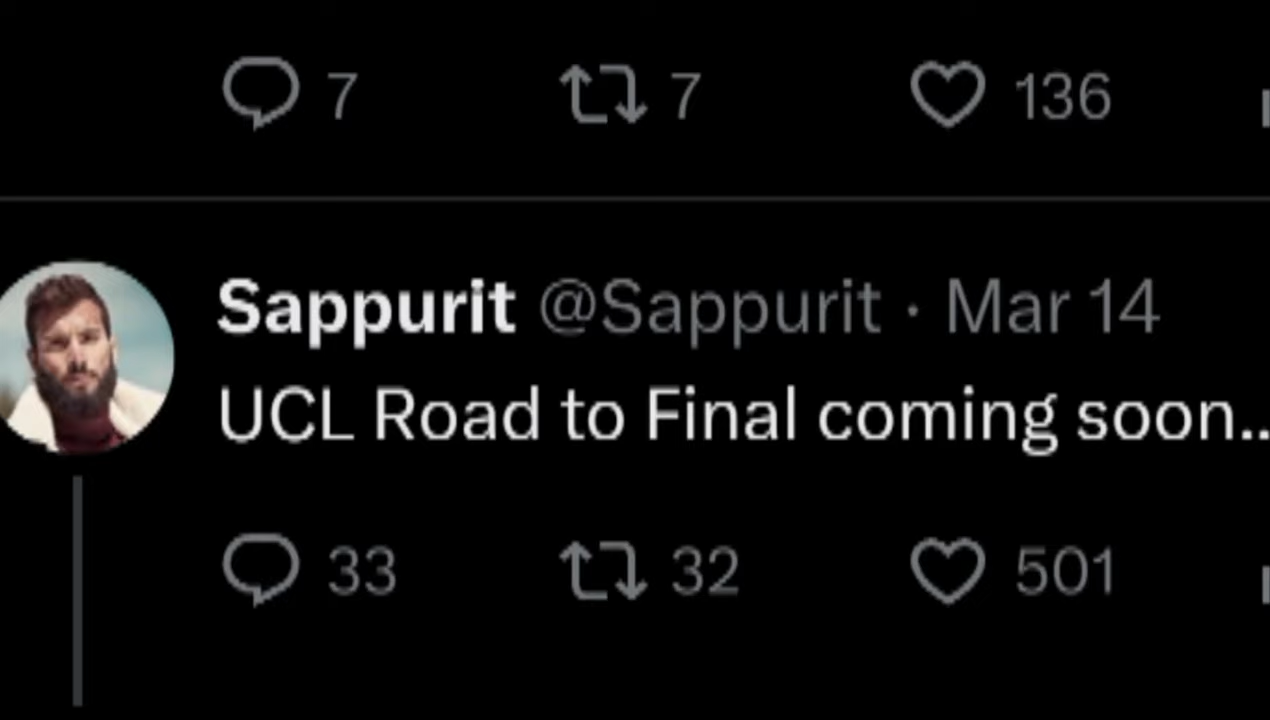 7 7 136
Sappurit @Sappurit · Mar 14
UCL Road to Final coming soon..
33 32 501